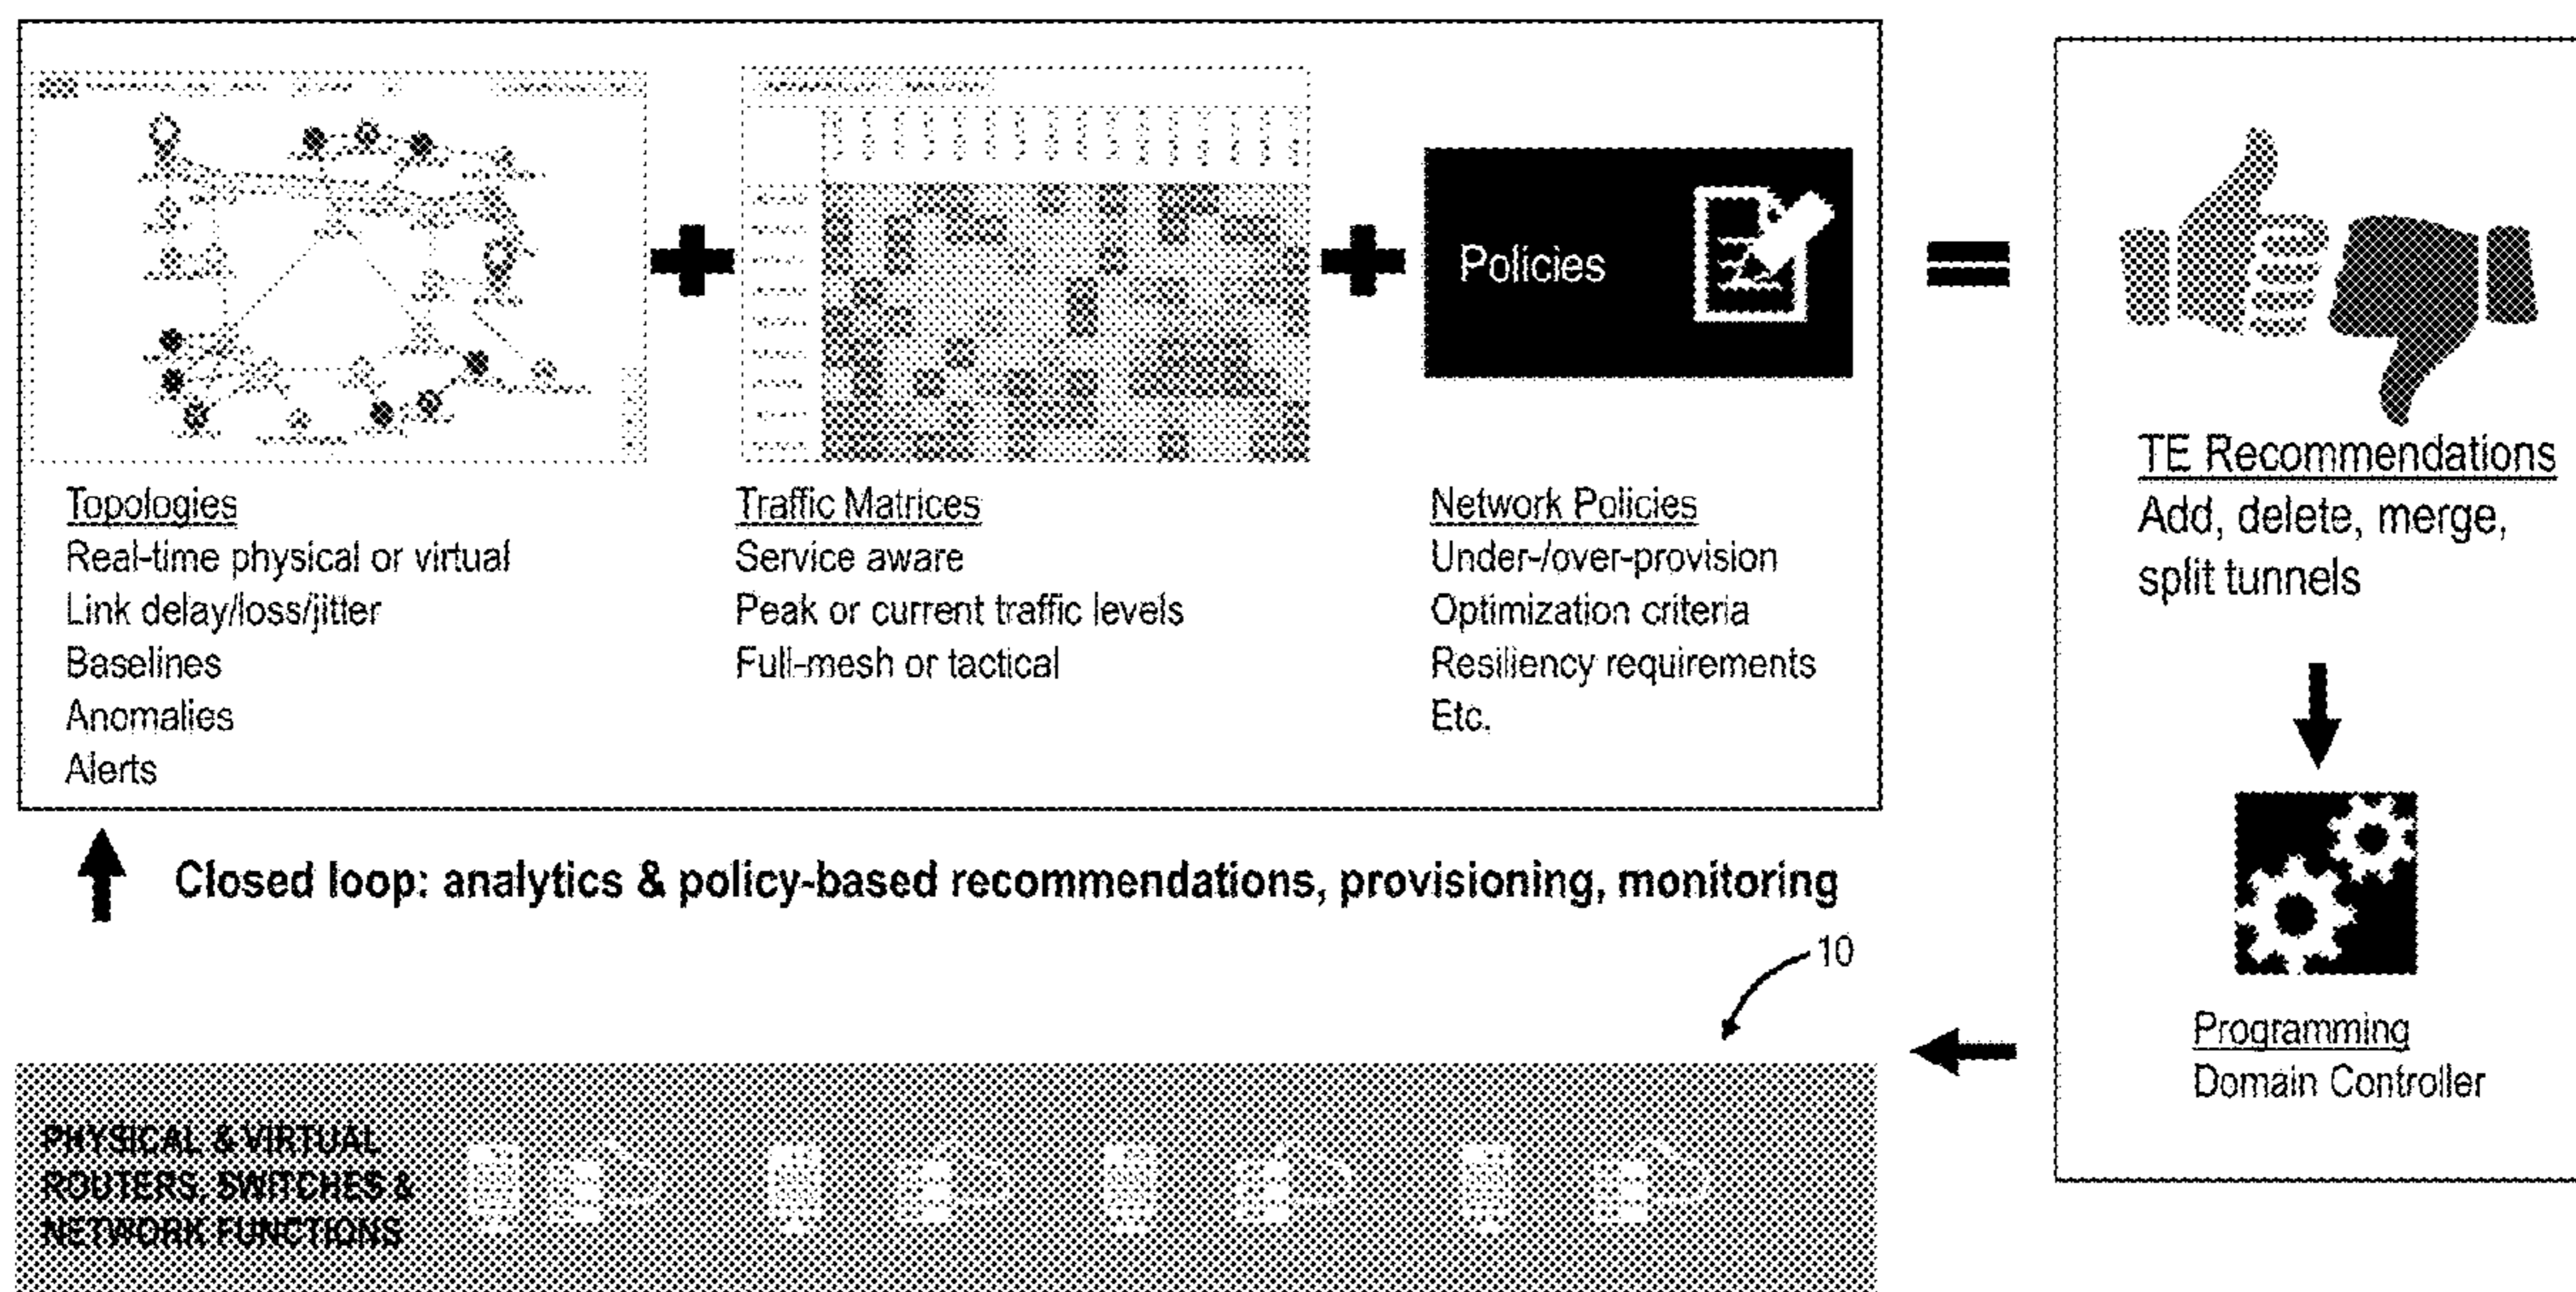 Policies
Topologies
Real-time physical or virtual
Link delay/loss/jitter
Baselines
Anomalies
Alerts
Traffic Matrices
Service aware
Peak or current traffic levels
Full-mesh or tactical
Network Policies
Under-/over-provision
Optimization criteria
Resiliency requirements
Etc.
TE Recommendations
Add, delete, merge,
split tunnels
Programming
Domain Controller
Closed loop: analytics & policy-based recommendations, provisioning, monitoring
10
PHYSICAL & VIRTUAL
ROUTERS, SWITCHES &
NETWORK FUNCTIONS